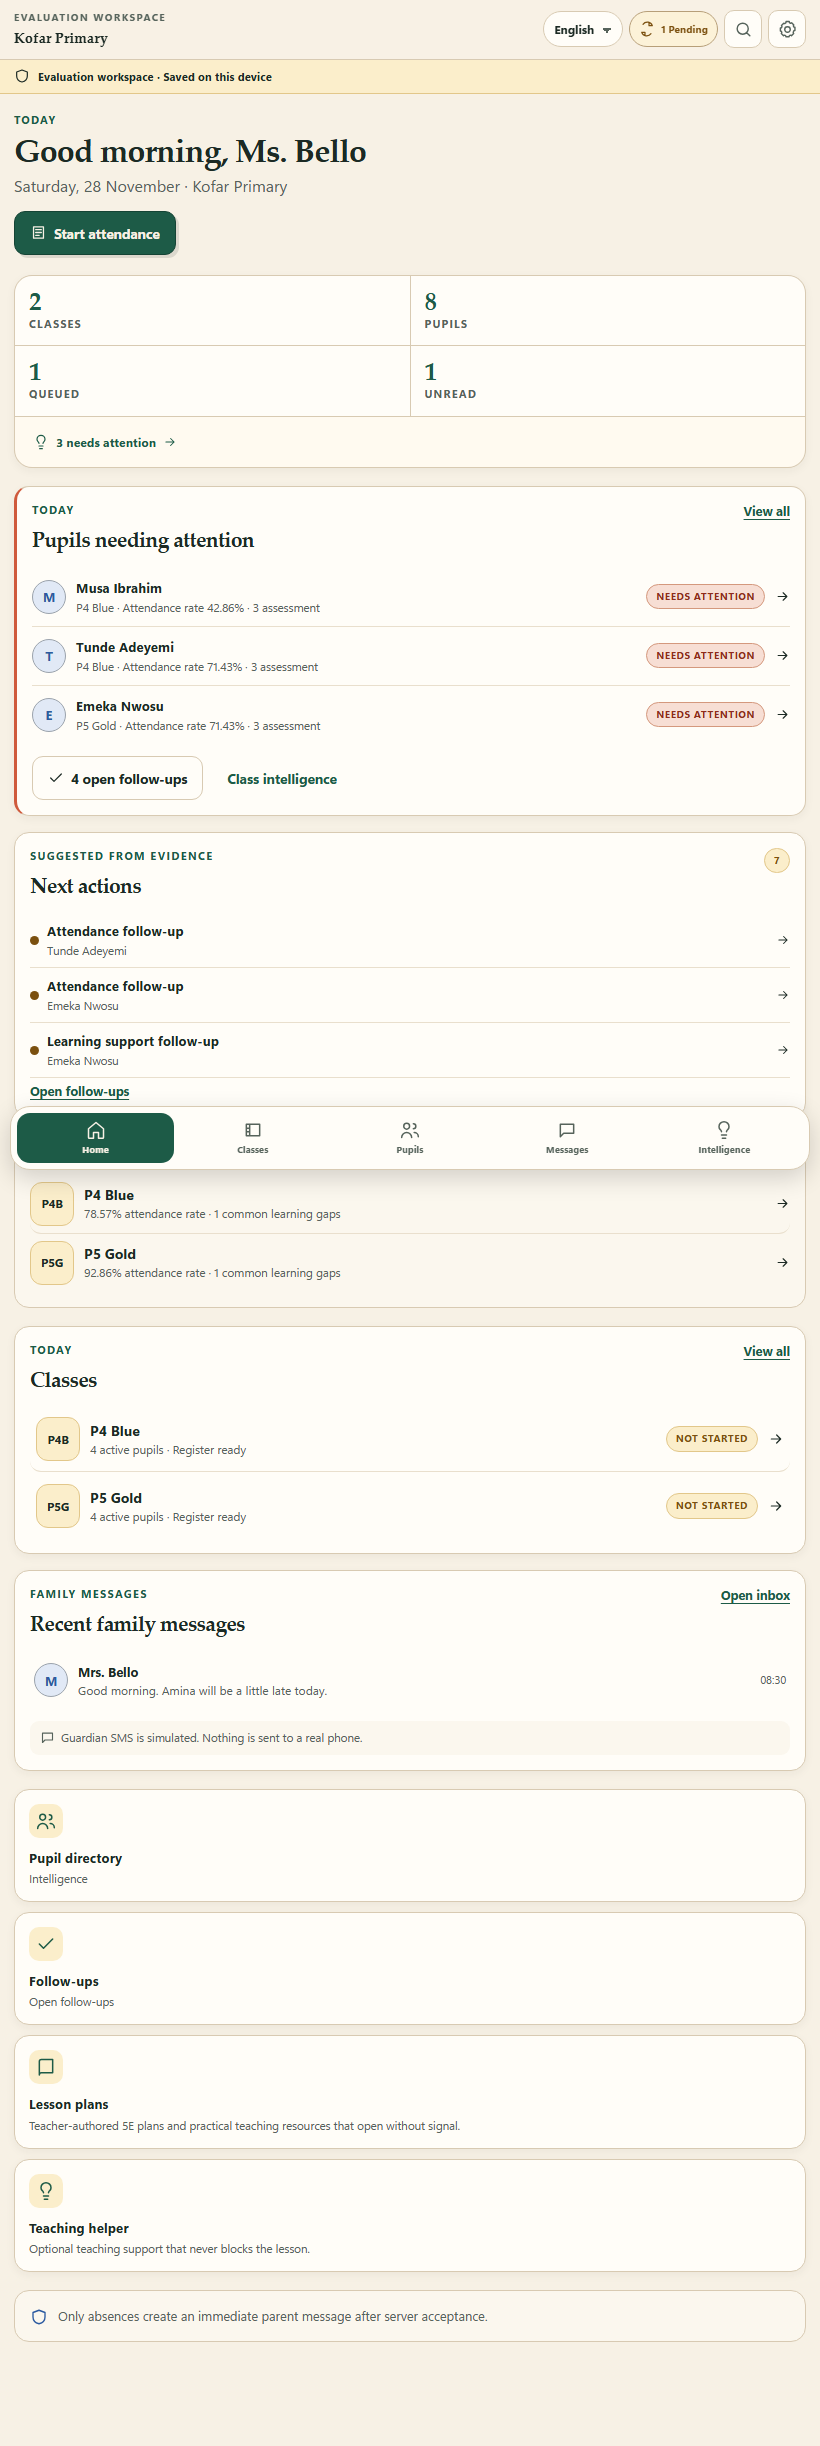 EVALUATION WORKSPACE
Kofar Primary
English
1 Pending
Evaluation workspace · Saved on this device
TODAY
Good morning, Ms. Bello
Saturday, 28 November · Kofar Primary
Start attendance
2
CLASSES
8
PUPILS
1
QUEUED
1
UNREAD
3 needs attention
TODAY
View all
Pupils needing attention
M
Musa Ibrahim
P4 Blue · Attendance rate 42.86% · 3 assessment
NEEDS ATTENTION
T
Tunde Adeyemi
P4 Blue · Attendance rate 71.43% · 3 assessment
NEEDS ATTENTION
E
Emeka Nwosu
P5 Gold · Attendance rate 71.43% · 3 assessment
NEEDS ATTENTION
4 open follow-ups
Class intelligence
SUGGESTED FROM EVIDENCE
7
Next actions
Attendance follow-up
Tunde Adeyemi
Attendance follow-up
Emeka Nwosu
Learning support follow-up
Emeka Nwosu
Open follow-ups
Home
Classes
Pupils
Messages
Intelligence
P4B
P4 Blue
78.57% attendance rate · 1 common learning gaps
P5G
P5 Gold
92.86% attendance rate · 1 common learning gaps
TODAY
View all
Classes
P4B
P4 Blue
4 active pupils · Register ready
NOT STARTED
P5G
P5 Gold
4 active pupils · Register ready
NOT STARTED
FAMILY MESSAGES
Open inbox
Recent family messages
M
Mrs. Bello
Good morning. Amina will be a little late today.
08:30
Guardian SMS is simulated. Nothing is sent to a real phone.
Pupil directory
Intelligence
Follow-ups
Open follow-ups
Lesson plans
Teacher-authored 5E plans and practical teaching resources that open without signal.
Teaching helper
Optional teaching support that never blocks the lesson.
Only absences create an immediate parent message after server acceptance.